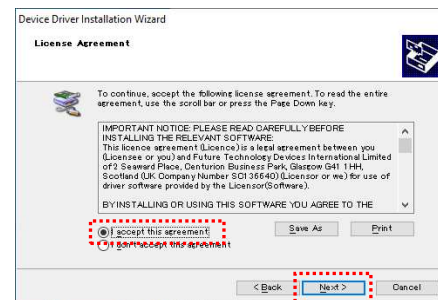 Device Driver Installation Wizard
License Agreement
To continue, accept the following license agreement. To read the entire
agreement, use the scroll bar or press the Page Down key.
IMPORTANT NOTICE: PLEASE READ CAREFULLY BEFORE
INSTALLING THE RELEVANT SOFTWARE:
This licence agreement (Licence) is a legal agreement between you
(Licensee or you) and Future Technology Devices International Limited
of 2 Seaward Place, Centurion Business Park, Glasgow G41 1HH,
Scotland (UK Company Number SC136640) (Licensor or we) for use of
driver software provided by the Licensor(Software).
BY INSTALLING OR USING THIS SOFTWARE YOU AGREE TO THE
I accept this agreement
I don't accept this agreement
Save As
Print
< Back
Next >
Cancel